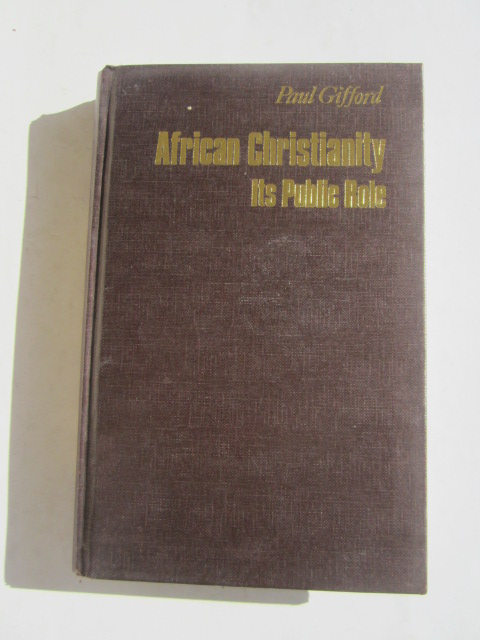 Paul Gifford
African Christianity
Its Public Role